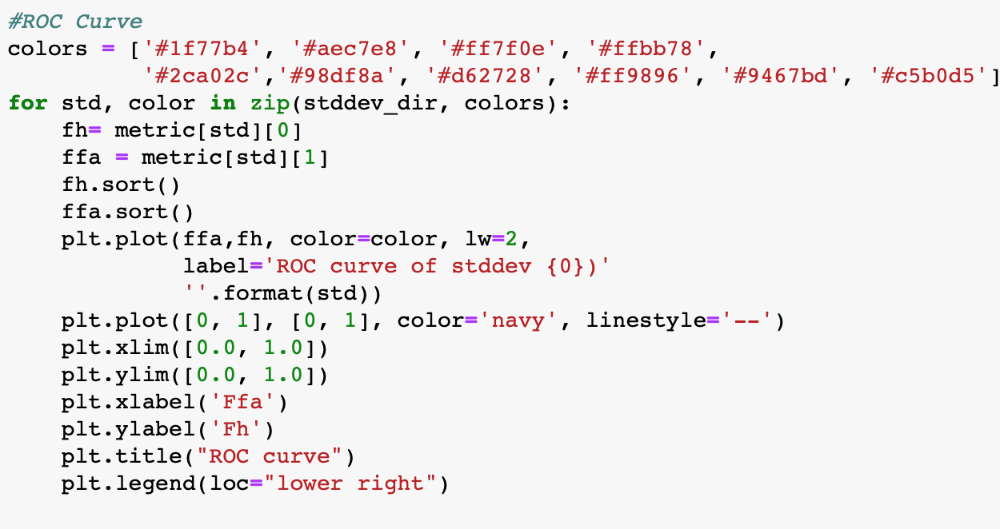 #ROC Curve
colors = ['#1f77b4', '#aec7e8', '#ff7f0e', '#ffbb78',
          '#2ca02c','#98df8a', '#d62728', '#ff9896', '#9467bd', '#c5b0d5']
for std, color in zip(stddev_dir, colors):
    fh= metric[std][0]
    ffa = metric[std][1]
    fh.sort()
    ffa.sort()
    plt.plot(ffa,fh, color=color, lw=2,
             label='ROC curve of stddev {0})'
             ''.format(std))
    plt.plot([0, 1], [0, 1], color='navy', linestyle='--')
    plt.xlim([0.0, 1.0])
    plt.ylim([0.0, 1.0])
    plt.xlabel('Ffa')
    plt.ylabel('Fh')
    plt.title("ROC curve")
    plt.legend(loc="lower right")